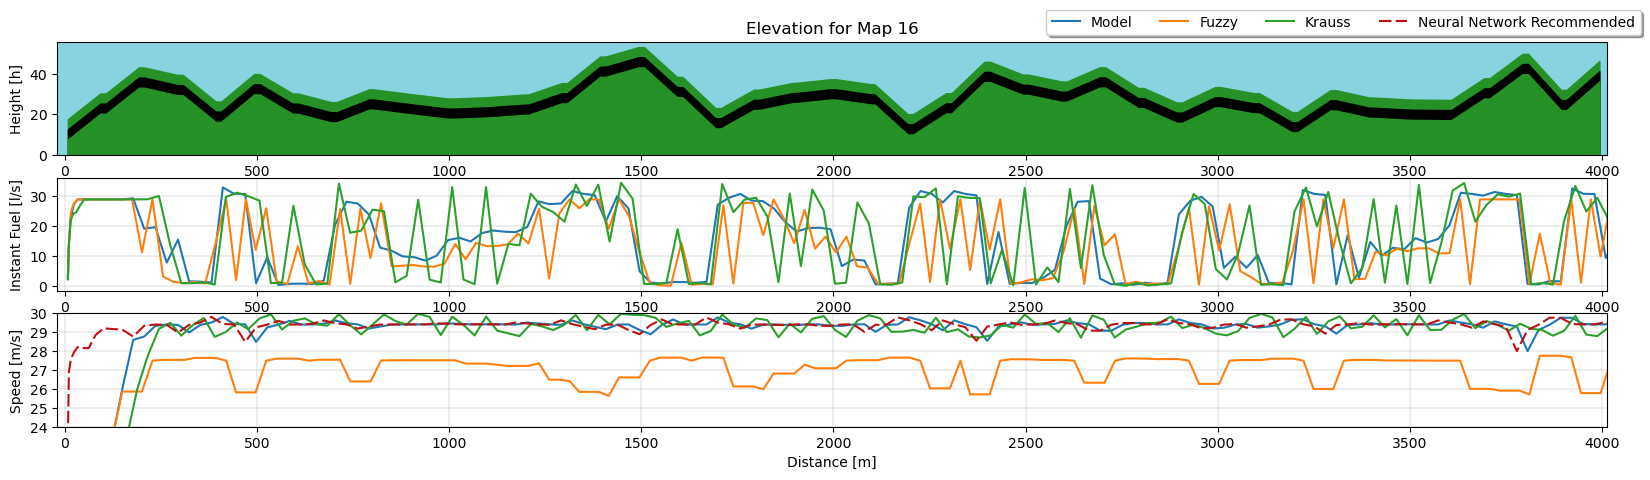 Elevation for Map 16
Model Fuzzy Krauss Neural Network Recommended
Height [h]
40
20
0
0 500 1000 1500 2000 2500 3000 3500 4000
Instant Fuel [l/s]
30
20
10
0
0 500 1000 1500 2000 2500 3000 3500 4000
Speed [m/s]
30
29
28
27
26
25
24
0 500 1000 1500 2000 2500 3000 3500 4000
Distance [m]